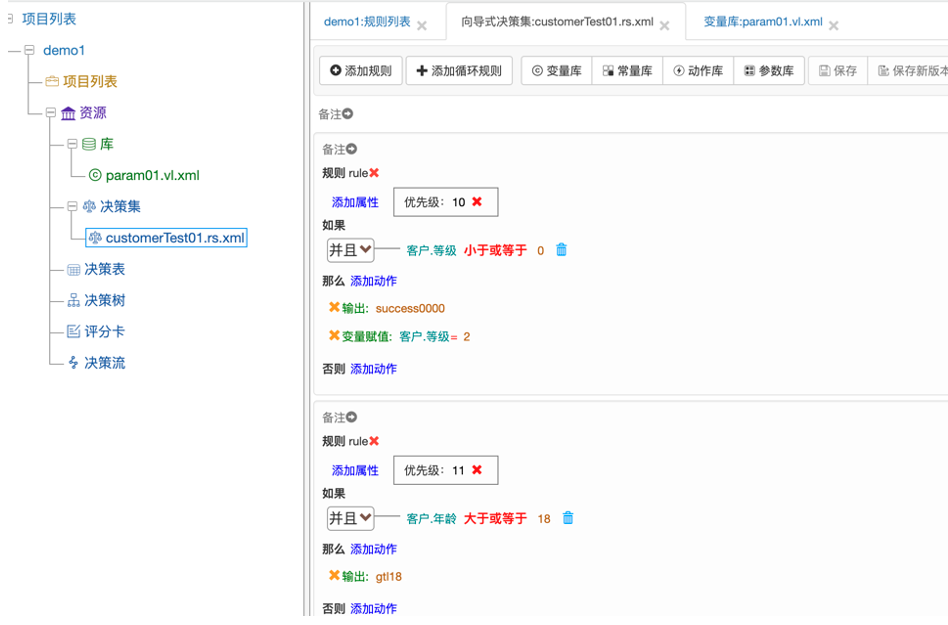 项目列表
demo1
项目列表
资源
库
param01.vl.xml
决策集
customerTest01.rs.xml
决策表
决策树
评分卡
决策流
demo1:规则列表 向导式决策集:customerTest01.rs.xml 变量库:param01.vl.xml
添加规则 添加循环规则 变量库 常量库 动作库 参数库 保存 保存新版本
备注
备注
规则 rule
添加属性 优先级: 10
如果
并且 客户.等级 小于或等于 0
那么 添加动作
输出: success0000
变量赋值: 客户.等级= 2
否则 添加动作
备注
规则 rule
添加属性 优先级: 11
如果
并且 客户.年龄 大于或等于 18
那么 添加动作
输出: gtl18
否则 添加动作